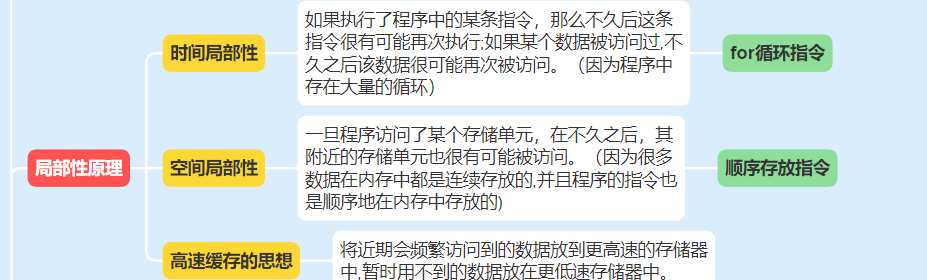 如果执行了程序中的某条指令，那么不久后这条
指令很有可能再次执行;如果某个数据被访问过,不
久之后该数据很可能再次被访问。（因为程序中
存在大量的循环）
时间局部性
for循环指令
一旦程序访问了某个存储单元，在不久之后，其
附近的存储单元也很有可能被访问。（因为很多
数据在内存中都是连续存放的,并且程序的指令也
是顺序地在内存中存放的)
局部性原理
空间局部性
顺序存放指令
高速缓存的思想
将近期会频繁访问到的数据放到更高速的存储器
中,暂时用不到的数据放在更低速存储器中。